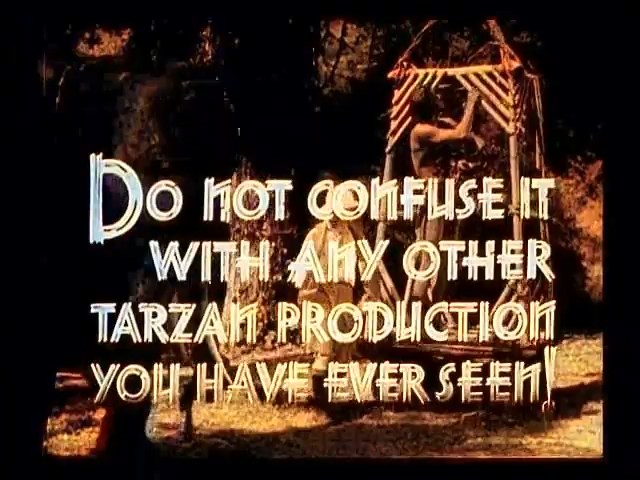 Do not confuse it
with any other
Tarzan production
you have ever seen!